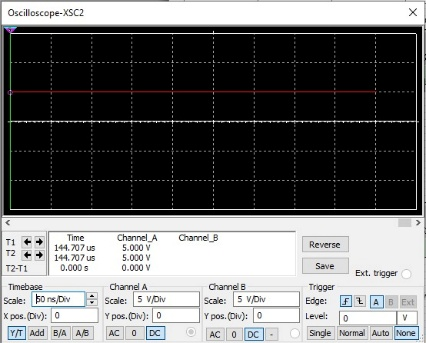 Oscilloscope-XSC2
Time Channel_A Channel_B
T1 144.707 us 5.000 V
T2 144.707 us 5.000 V
T2-T1 0.000 s 0.000 V
Reverse
Save
Ext. trigger
Timebase
Scale: 50 ns/Div
X pos.(Div): 0
Y/T Add B/A A/B
Channel A
Scale: 5 V/Div
Y pos.(Div): 0
AC 0 DC
Channel B
Scale: 5 V/Div
Y pos.(Div): 0
AC 0 DC -
Trigger
Edge: A B Ext
Level: 0 V
Single Normal Auto None